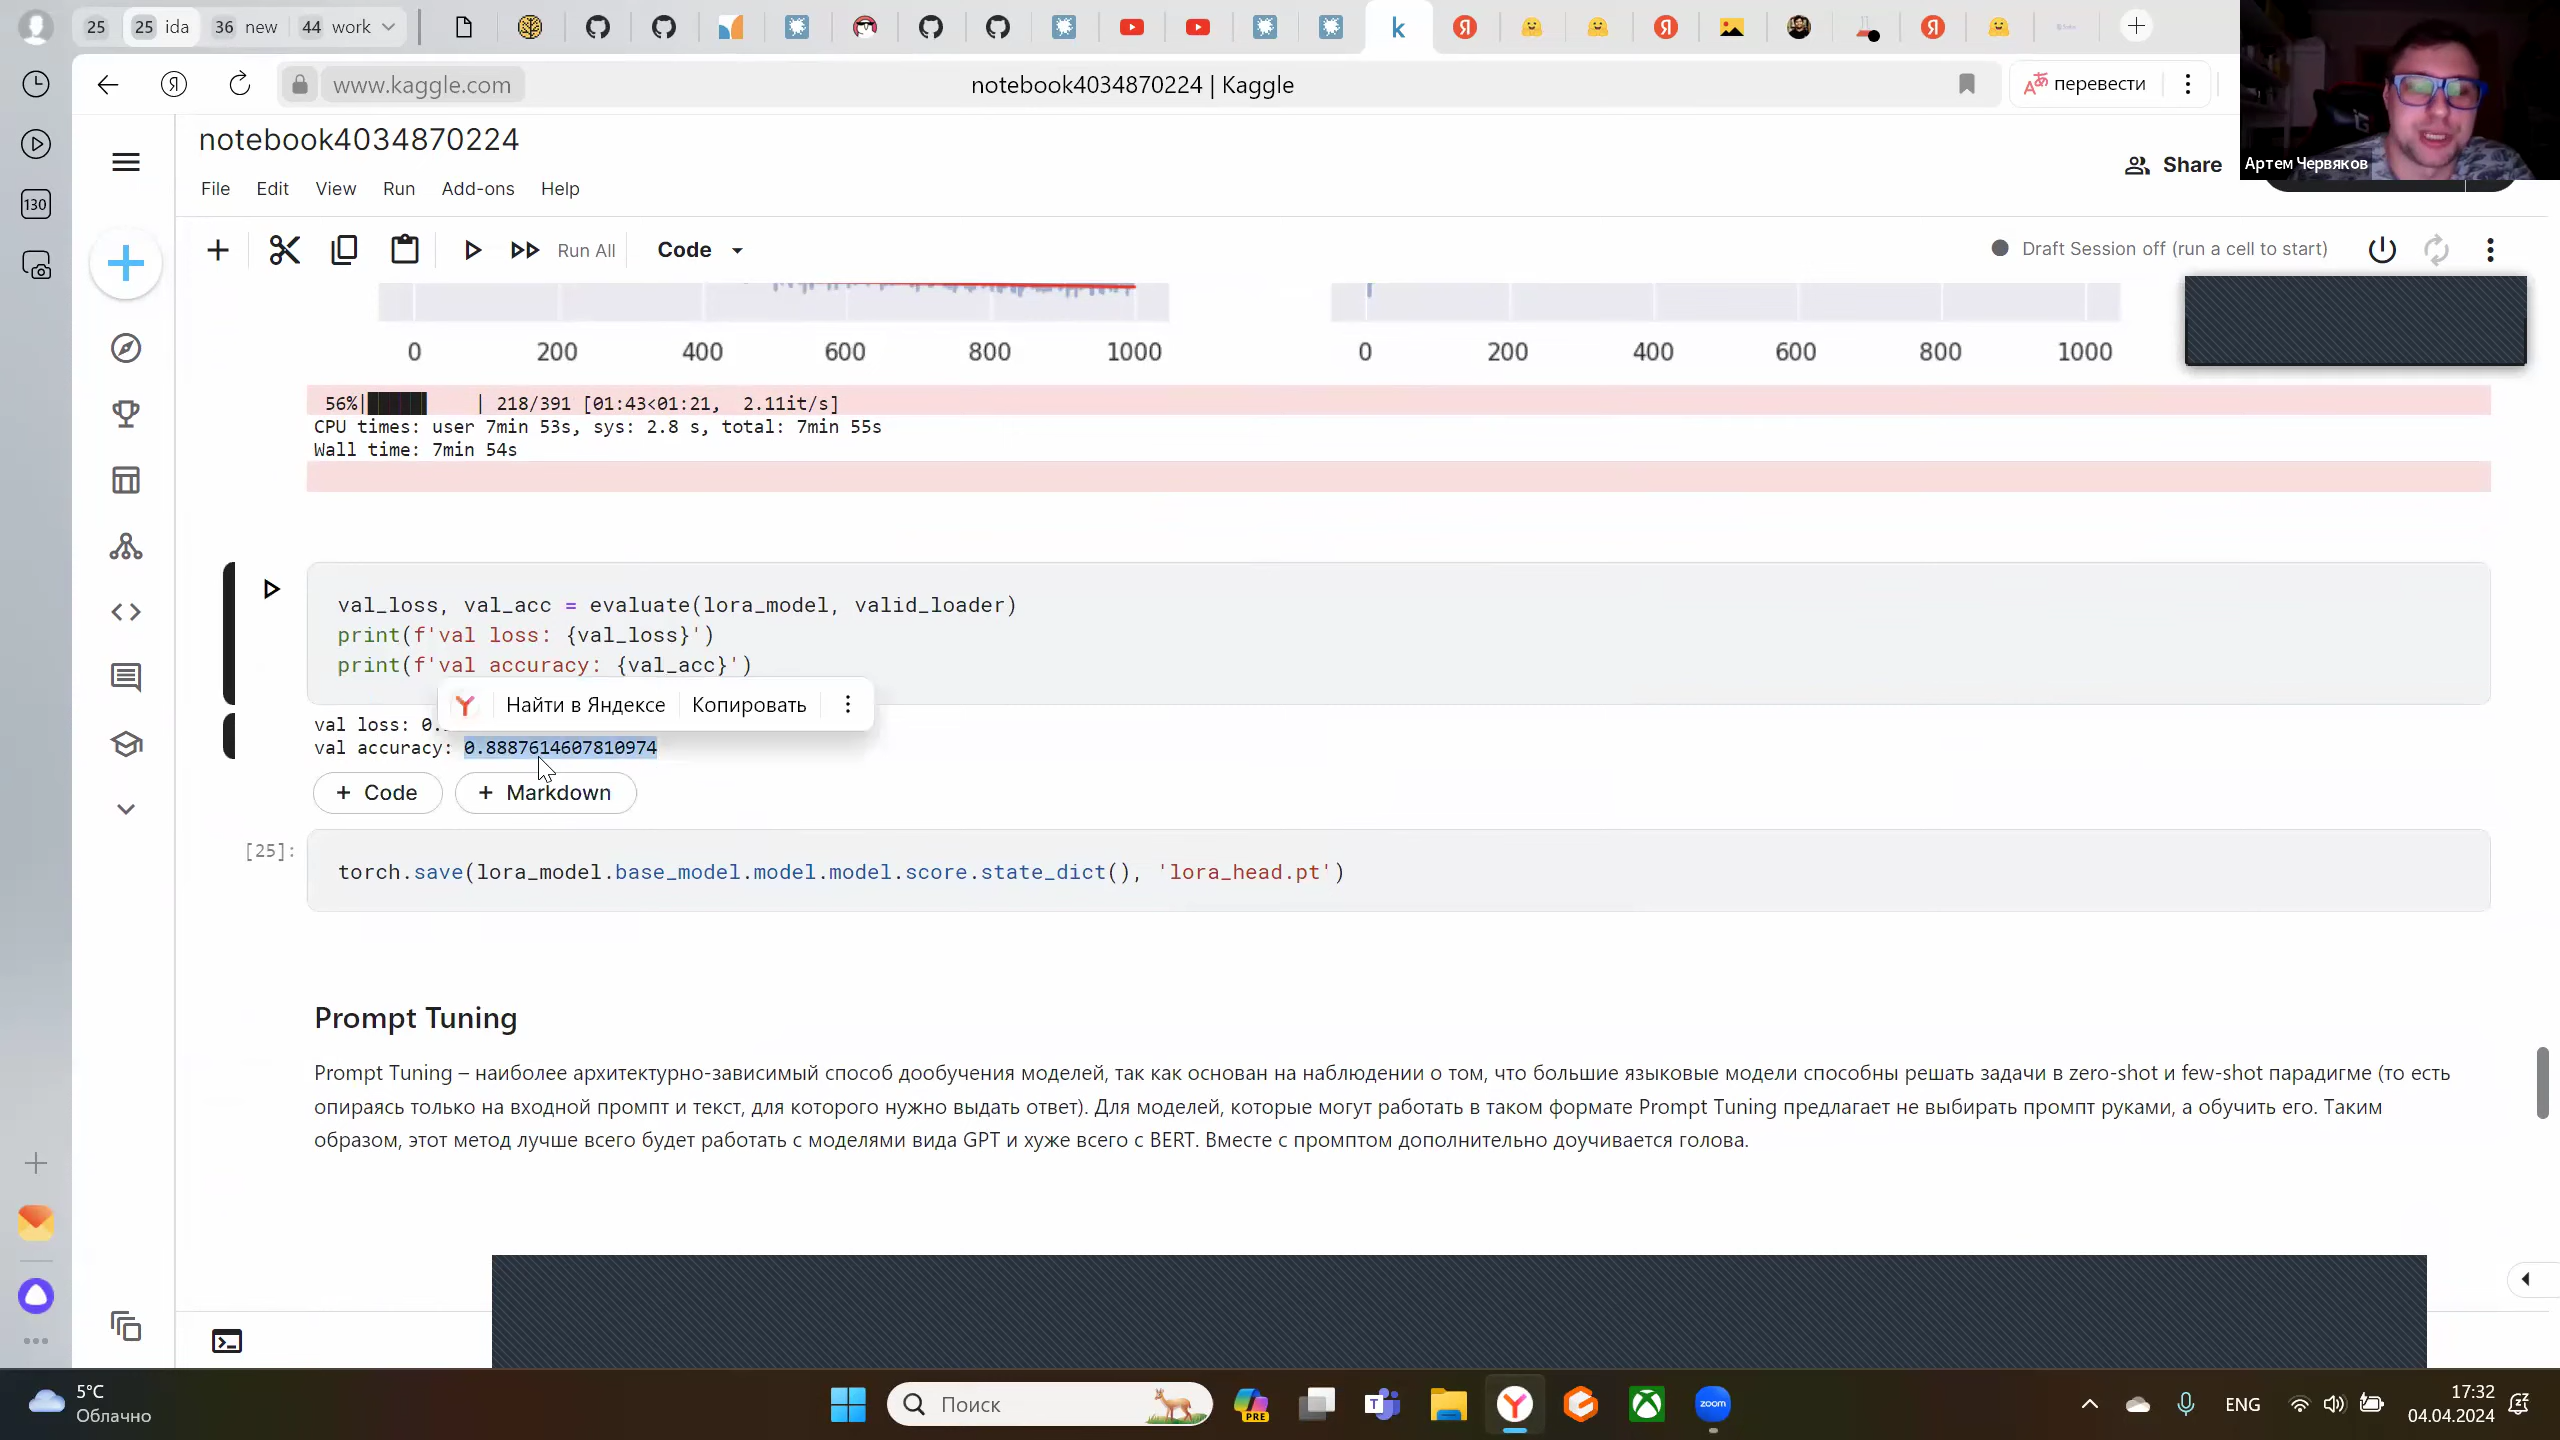 25
25 ida
36 new
44 work
www.kaggle.com
notebook4034870224 | Kaggle
перевести
Артем Червяков
130
notebook4034870224
Share
File Edit View Run Add-ons Help
Run All
Code
Draft Session off (run a cell to start)
0 200 400 600 800 1000
0 200 400 600 800 1000
56%| | 218/391 [01:43<01:21, 2.11it/s]
CPU times: user 7min 53s, sys: 2.8 s, total: 7min 55s
Wall time: 7min 54s
val_loss, val_acc = evaluate(lora_model, valid_loader)
print(f'val loss: {val_loss}')
print(f'val accuracy: {val_acc}')
Найти в Яндексе Копировать
val loss: 0.
val accuracy: 0.8887614607810974
+ Code + Markdown
[25]:
torch.save(lora_model.base_model.model.model.score.state_dict(), 'lora_head.pt')
Prompt Tuning
Prompt Tuning – наиболее архитектурно-зависимый способ дообучения моделей, так как основан на наблюдении о том, что большие языковые модели способны решать задачи в zero-shot и few-shot парадигме (то есть
опираясь только на входной промпт и текст, для которого нужно выдать ответ). Для моделей, которые могут работать в таком формате Prompt Tuning предлагает не выбирать промпт руками, а обучить его. Таким
образом, этот метод лучше всего будет работать с моделями вида GPT и хуже всего с BERT. Вместе с промптом дополнительно доучивается голова.
5°C
Облачно
Поиск
PRE
zoom
ENG
17:32
04.04.2024